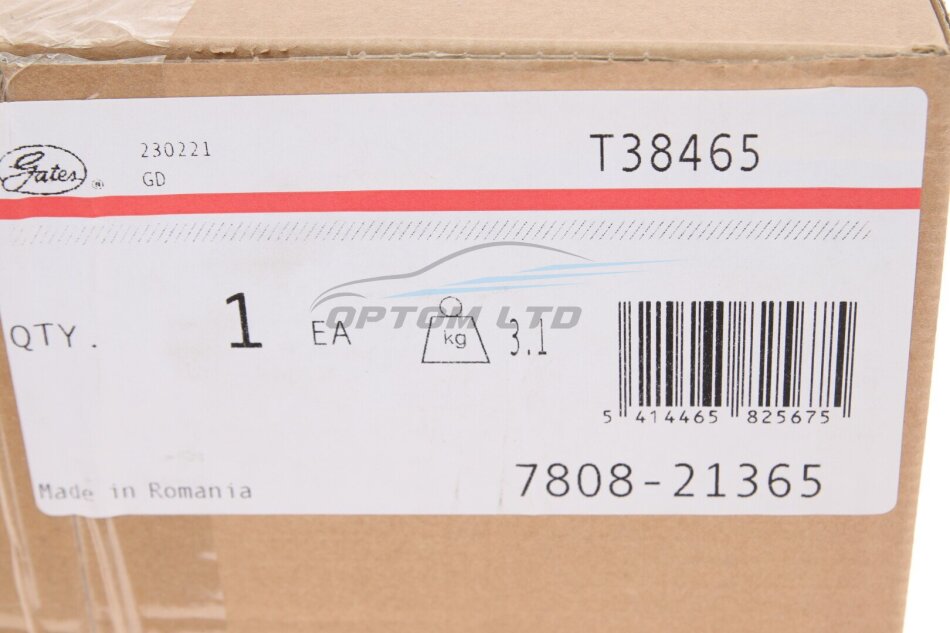 Gates®
230221
GD
T38465
OPTOM LTD
QTY. 1 EA kg 3.1
5 414465 825675
7808-21365
Made in Romania